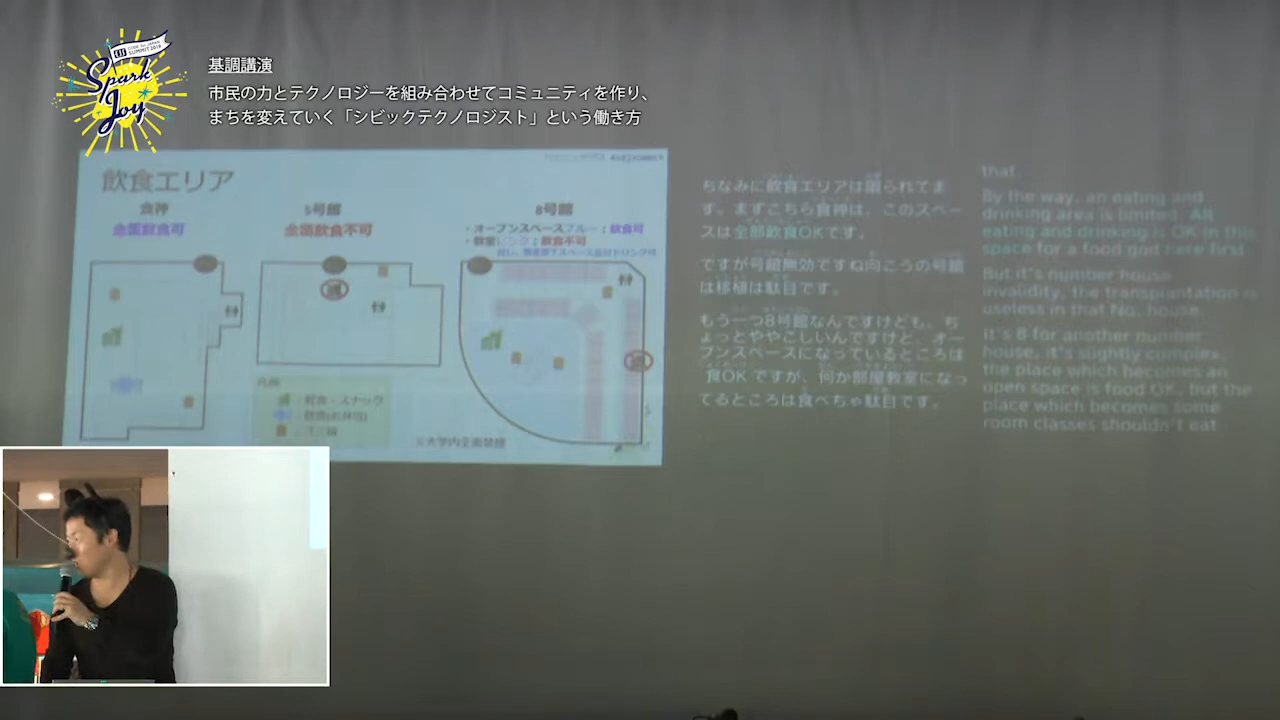 CODE for JAPAN
SUMMIT 2019
Spark
Joy
基調講演
市民の力とテクノロジーを組み合わせてコミュニティを作り、
まちを変えていく「シビックテクノロジスト」という働き方
飲食エリア
食神
全面飲食可
5号館
全面飲食不可
8号館
・オープンスペースブルー：飲食可
・教室ピンク：飲食不可
凡例
：軽食・スナック
：ゴミ箱
※大学内全面禁煙
ちなみに飲食エリアは限られてま
す。まずこちら食神は、このスペー
スは全部飲食OKです。
ですが号館無効ですね向こうの号館
は移植は駄目です。
もう一つ8号館なんですけども、ち
ょっとややこしいんですけど、オー
プンスペースになっているところは
食OKですが、何か部屋教室になっ
てるところは食べちゃ駄目です。
that.
By the way, an eating and
drinking area is limited. All
eating and drinking is OK in this
space for a food god here first.
But it's number house
invalidity, the transplantation is
useless in that No. house.
It's 8 for another number
house, it's slightly complex,
the place which becomes an
open space is food OK, but the
place which becomes some
room classes shouldn't eat